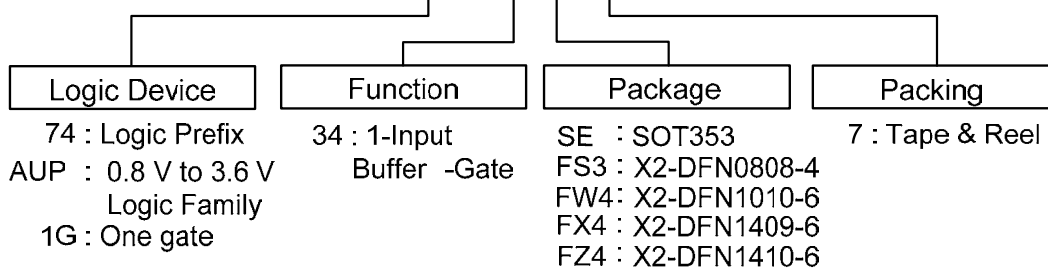 Logic Device
74 : Logic Prefix
AUP : 0.8 V to 3.6 V
Logic Family
1G : One gate
Function
34 : 1-Input
Buffer -Gate
Package
SE : SOT353
FS3 : X2-DFN0808-4
FW4 : X2-DFN1010-6
FX4 : X2-DFN1409-6
FZ4 : X2-DFN1410-6
Packing
7 : Tape & Reel